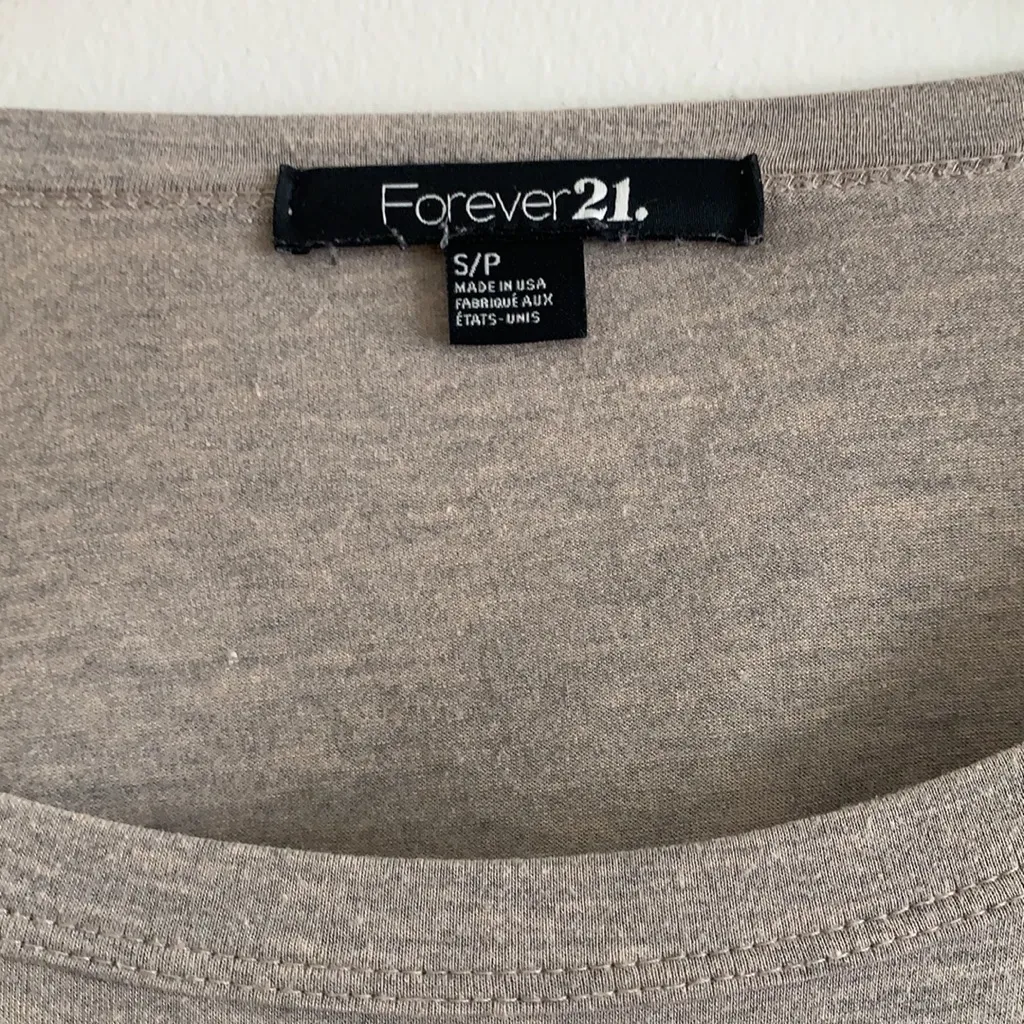 Forever21.
S/P
MADE IN USA
FABRIQUÉ AUX
ÉTATS-UNIS